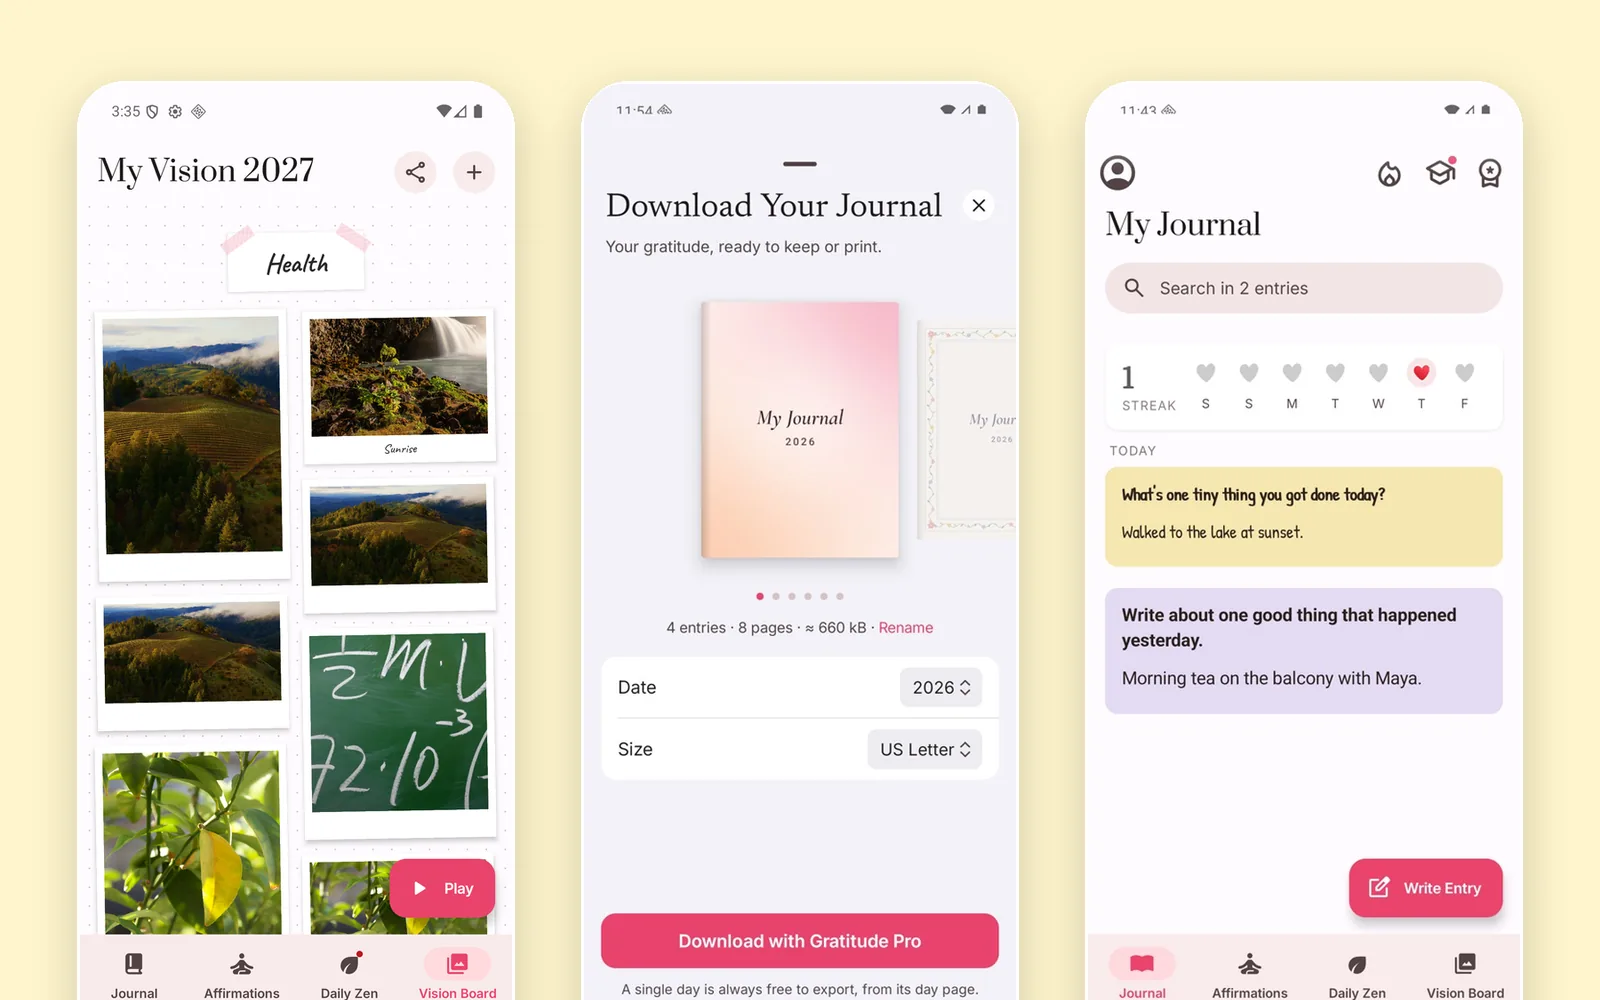 3:35
My Vision 2027
Health
Sunrise
Play
Journal
Affirmations
Daily Zen
Vision Board
11:54
Download Your Journal
Your gratitude, ready to keep or print.
My Journal
2026
My Jour
2026
4 entries · 8 pages · ≈ 660 kB · Rename
Date
2026
Size
US Letter
Download with Gratitude Pro
A single day is always free to export, from its day page.
11:43
My Journal
Search in 2 entries
1
STREAK
S S M T W T F
TODAY
What's one tiny thing you got done today?
Walked to the lake at sunset.
Write about one good thing that happened
yesterday.
Morning tea on the balcony with Maya.
Write Entry
Journal
Affirmations
Daily Zen
Vision Board